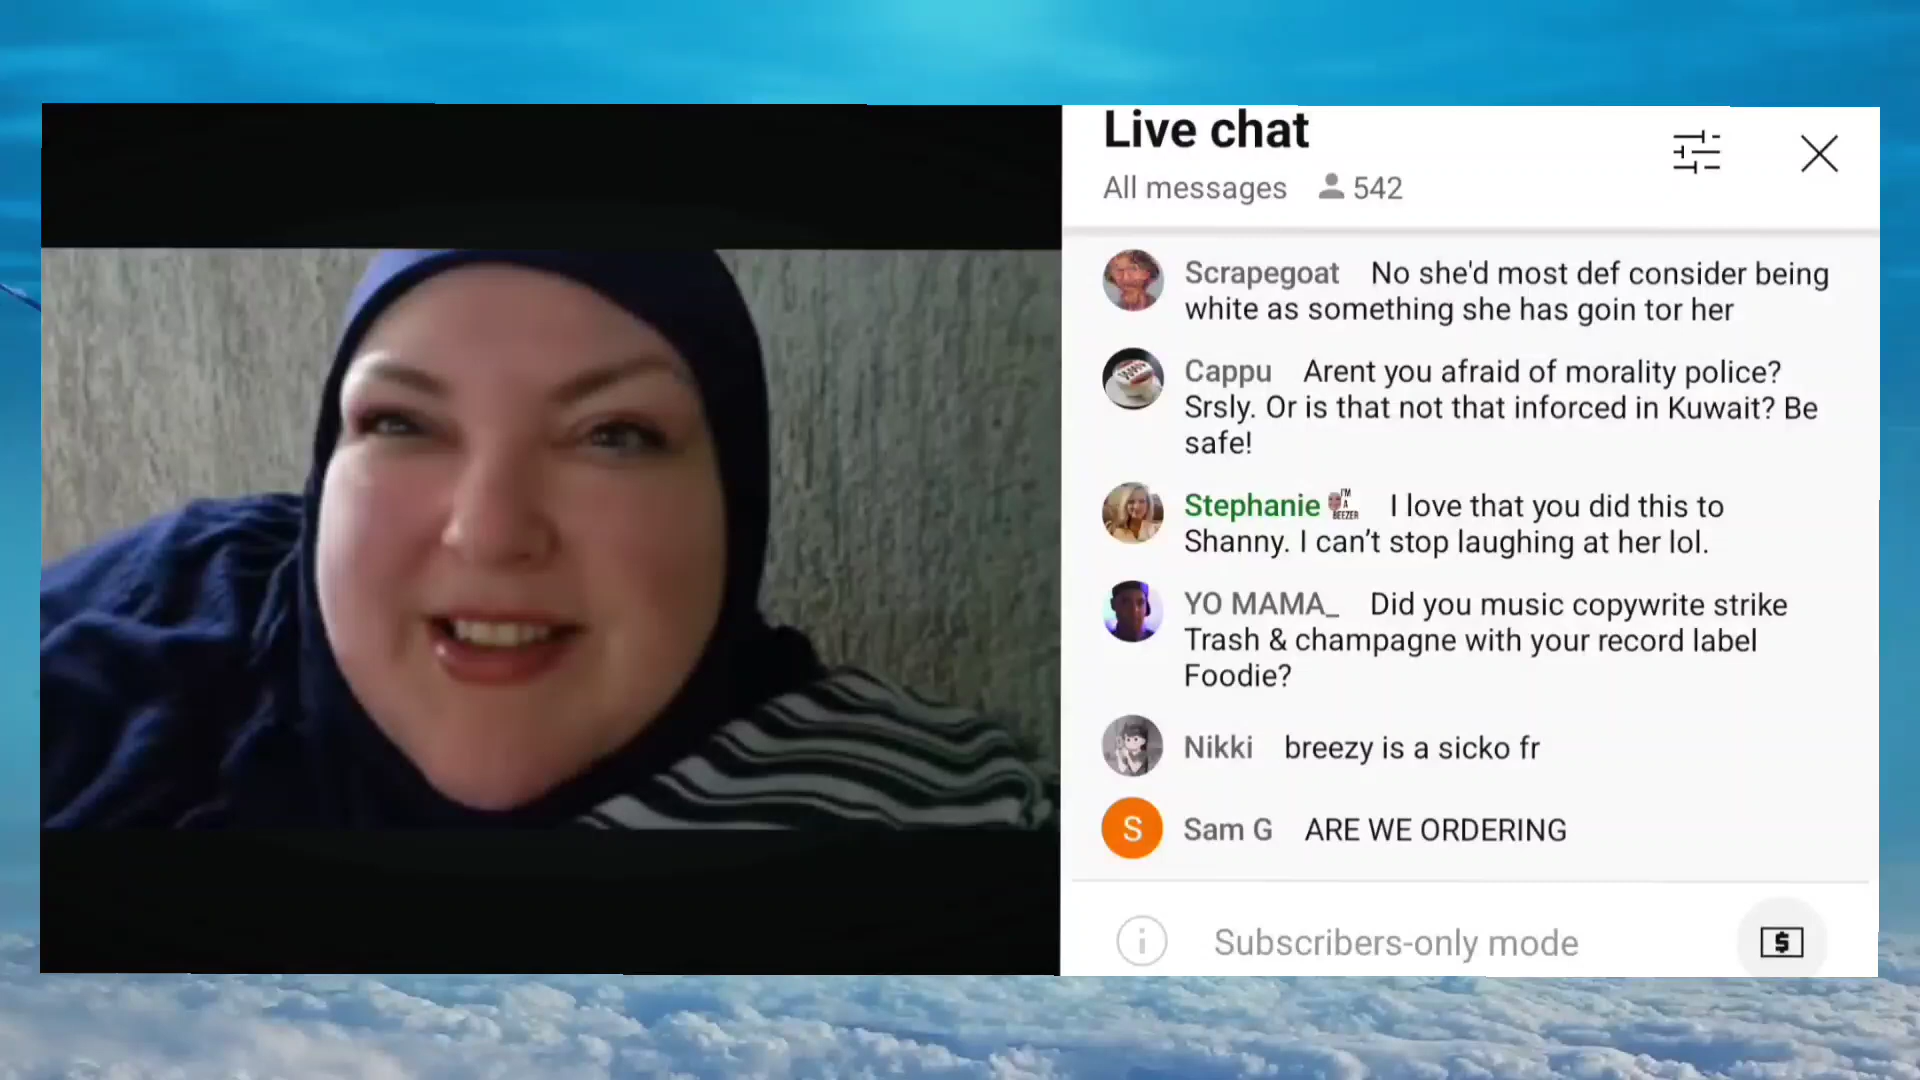 Live chat
All messages 542
Scrapegoat No she'd most def consider being
white as something she has goin tor her
Cappu Arent you afraid of morality police?
Srsly. Or is that not that inforced in Kuwait? Be
safe!
Stephanie I'M A BEEZER I love that you did this to
Shanny. I can't stop laughing at her lol.
YO MAMA_ Did you music copywrite strike
Trash & champagne with your record label
Foodie?
Nikki breezy is a sicko fr
S Sam G ARE WE ORDERING
Subscribers-only mode